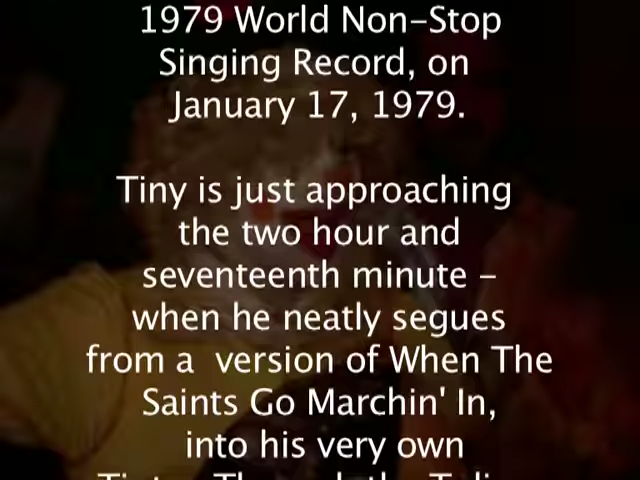 1979 World Non-Stop
Singing Record, on
January 17, 1979.
Tiny is just approaching
the two hour and
seventeenth minute -
when he neatly segues
from a version of When The
Saints Go Marchin' In,
into his very own